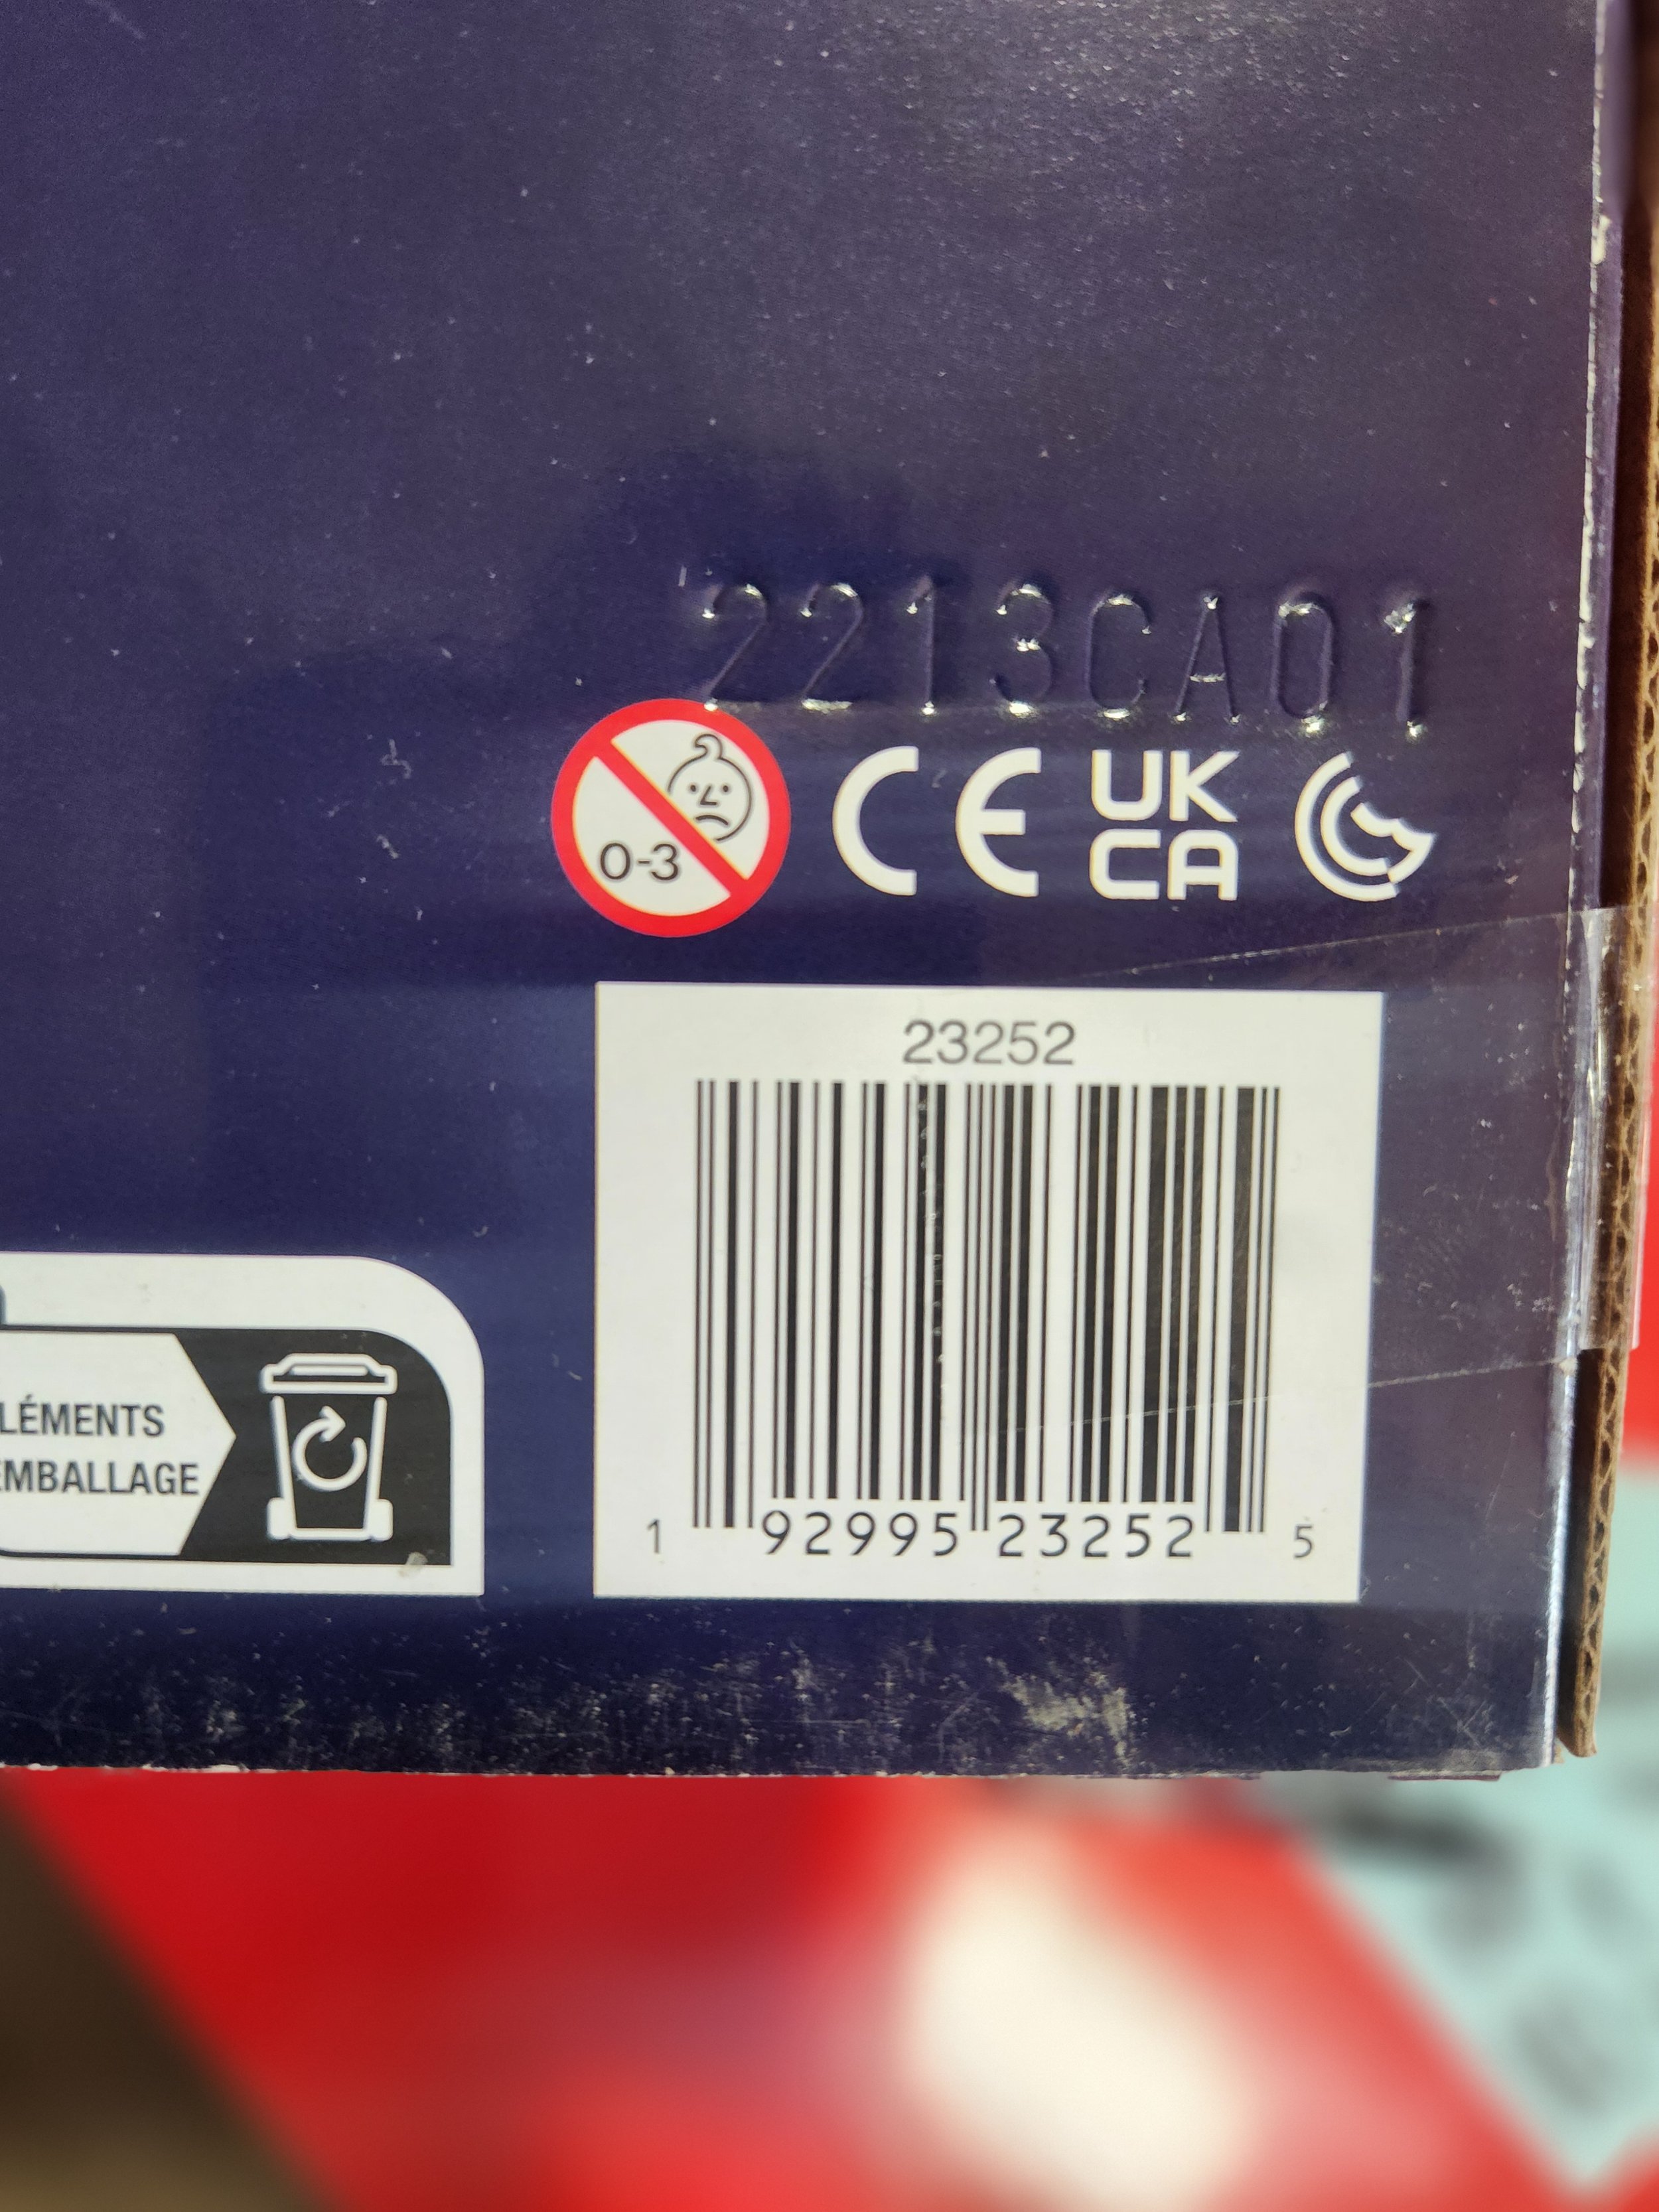 2213CA01
0-3
CE
UK
CA
23252
LÉMENTS
EMBALLAGE
1 92995 23252 5